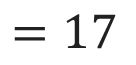 = 17